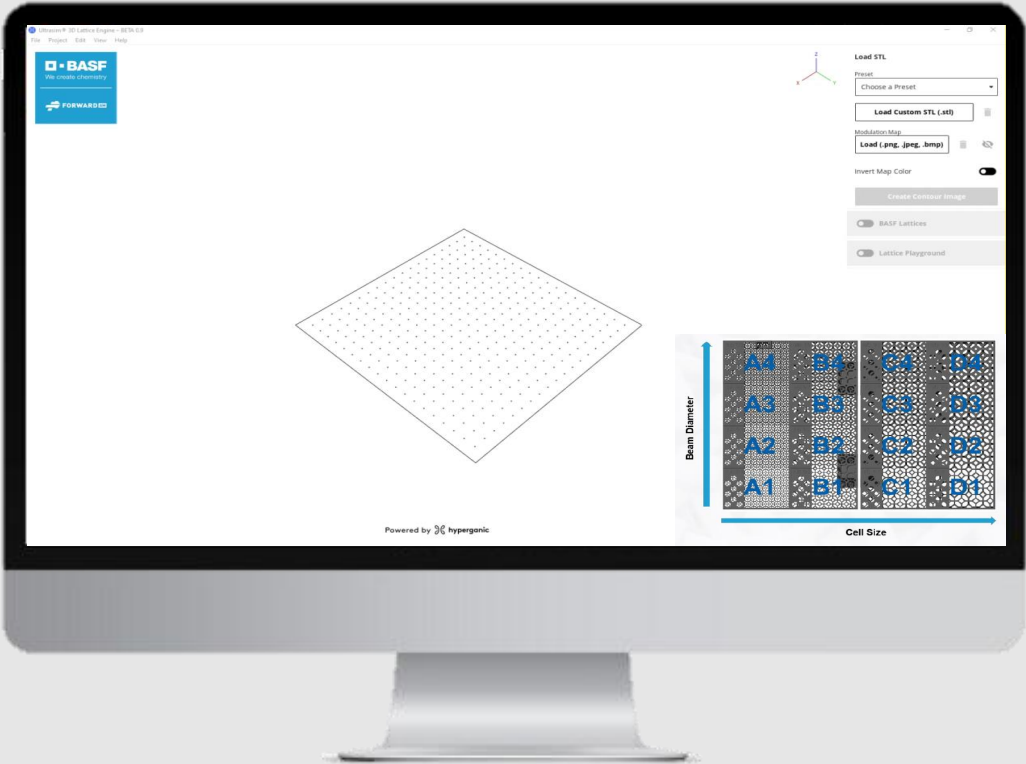 Ultrasim® 3D Lattice Engine – BETA 0.9
File Project Edit View Help
BASF
We create chemistry
FORWARD AM
Z
X
Y
Load STL
Preset
Choose a Preset
Load Custom STL (.stl)
Modulation Map
Load (.png, .jpeg, .bmp)
Invert Map Color
Create Contour Image
BASF Lattices
Lattice Playground
Beam Diameter
A4 B4 C4 D4
A3 B3 C3 D3
A2 B2 C2 D2
A1 B1 C1 D1
Cell Size
Powered by hyperganic